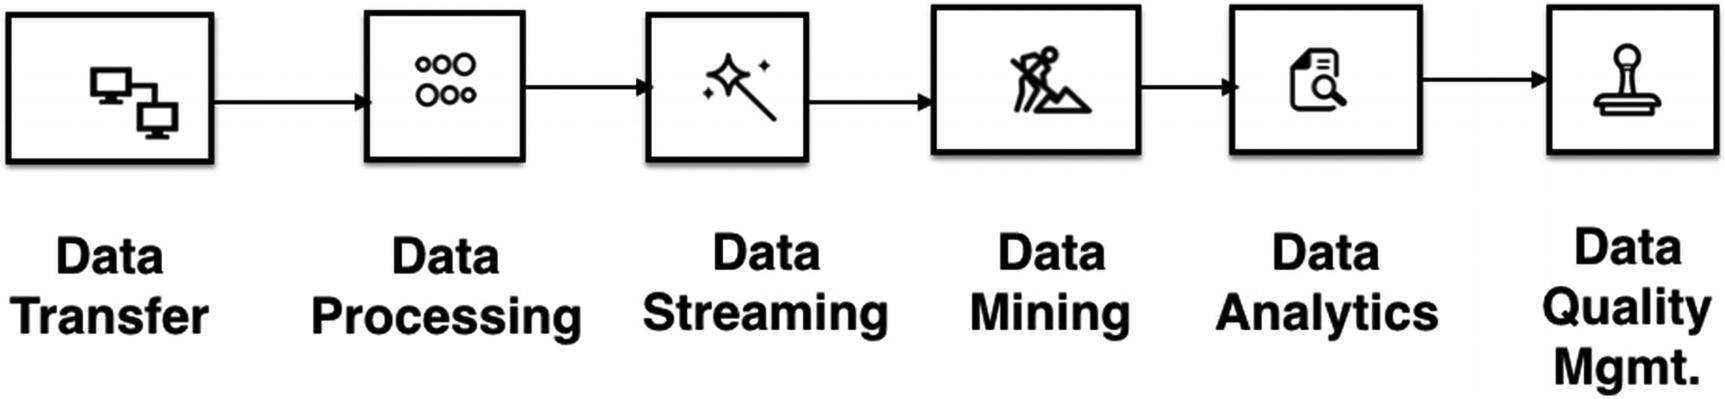 Data
Transfer
Data
Processing
Data
Streaming
Data
Mining
Data
Analytics
Data
Quality
Mgmt.